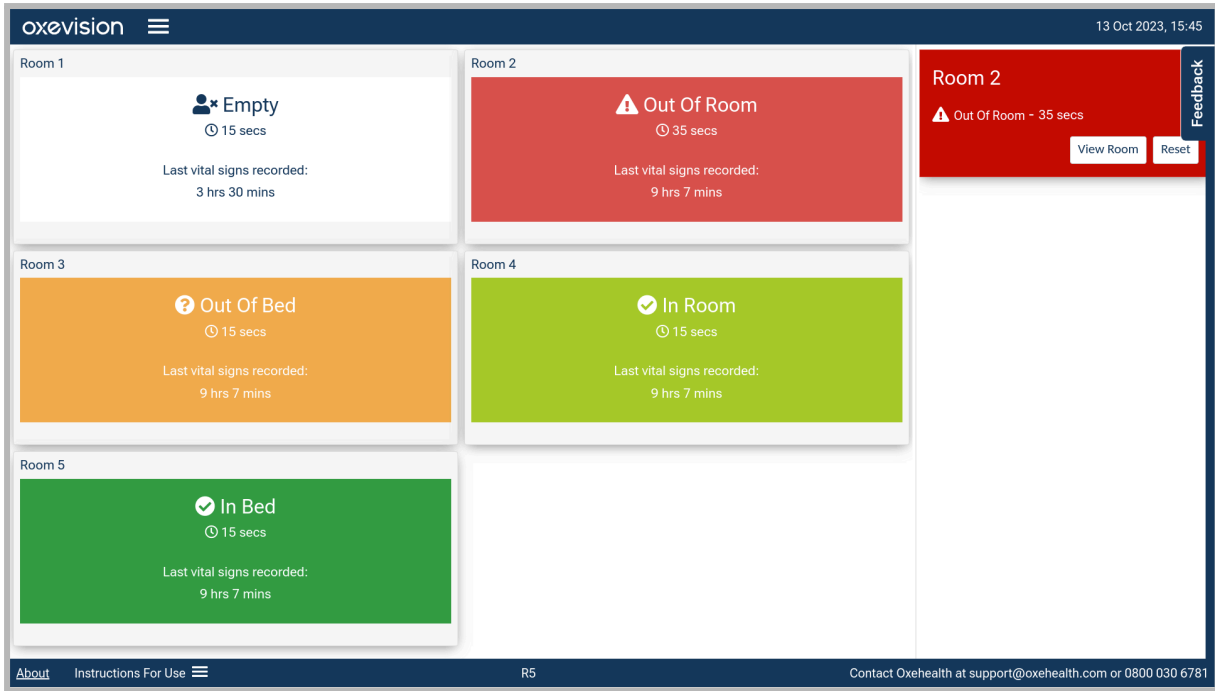 oxevision
13 Oct 2023, 15:45
Room 1
Empty
15 secs
Last vital signs recorded:
3 hrs 30 mins
Room 2
Out Of Room
35 secs
Last vital signs recorded:
9 hrs 7 mins
Room 3
Out Of Bed
15 secs
Last vital signs recorded:
9 hrs 7 mins
Room 4
In Room
15 secs
Last vital signs recorded:
9 hrs 7 mins
Room 5
In Bed
15 secs
Last vital signs recorded:
9 hrs 7 mins
Room 2
Out Of Room - 35 secs
View Room
Reset
Feedback
About
Instructions For Use
R5
Contact Oxehealth at support@oxehealth.com or 0800 030 6781